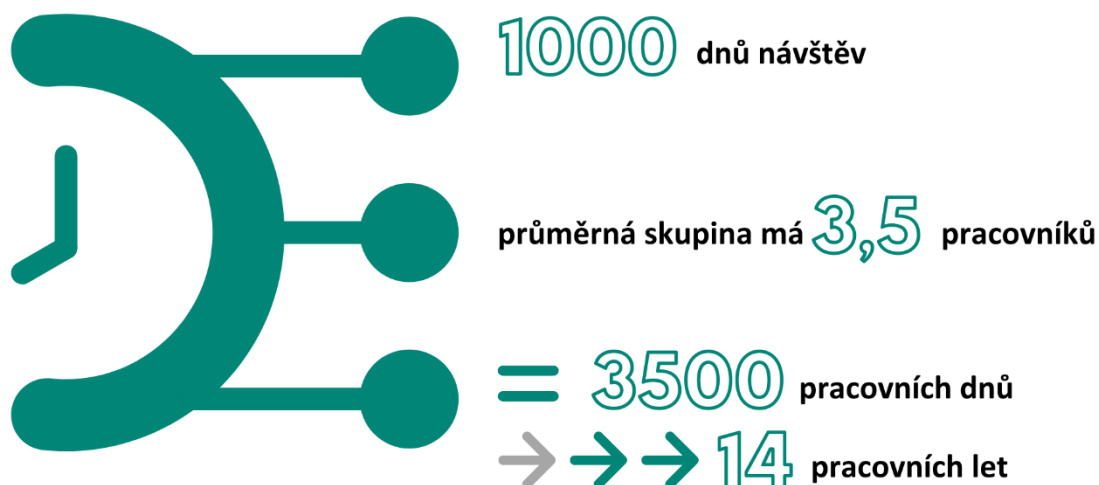 1000 dnů návštěv
průměrná skupina má 3,5 pracovníků
= 3500 pracovních dnů
→ → → 14 pracovních let